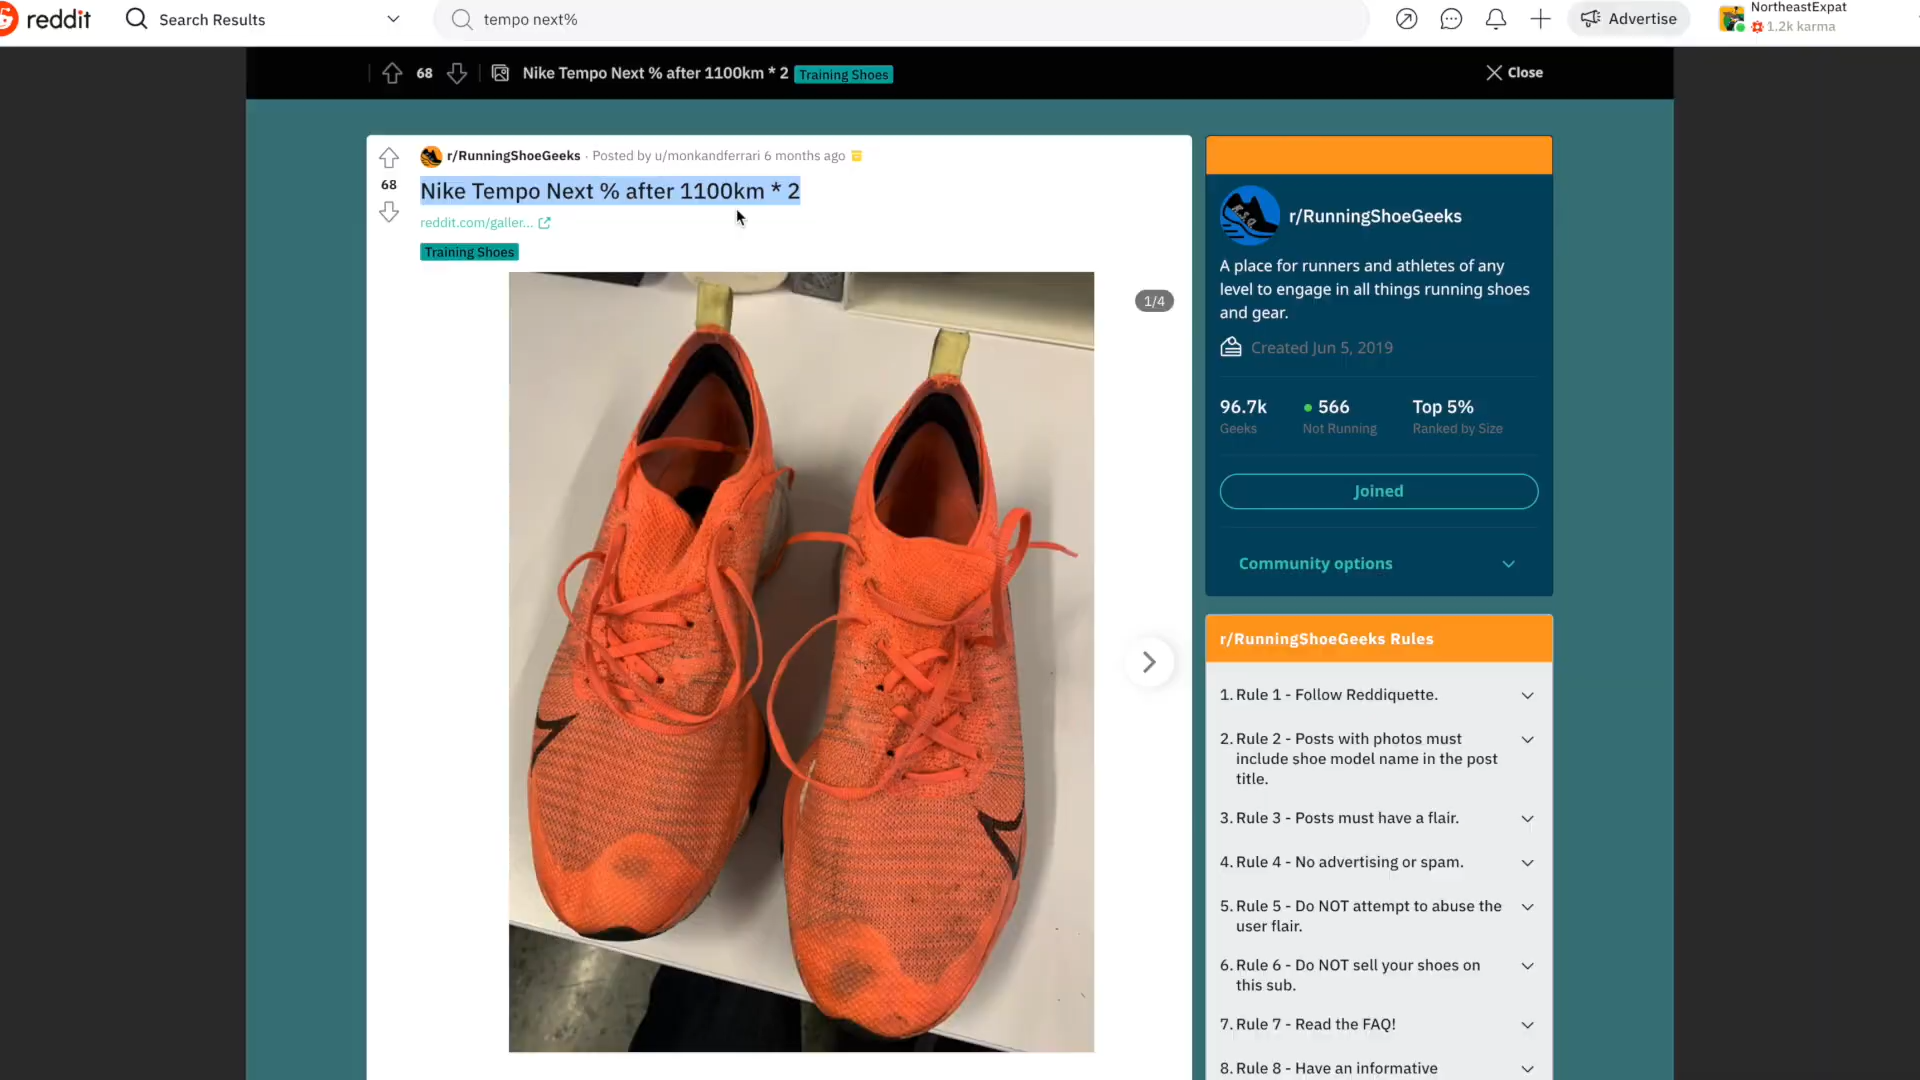 reddit
Search Results
tempo next%
Advertise
NortheastExpat
1.2k karma
68
Nike Tempo Next % after 1100km * 2
Training Shoes
Close
r/RunningShoeGeeks · Posted by u/monkandferrari 6 months ago
68
Nike Tempo Next % after 1100km * 2
reddit.com/galler...
Training Shoes
1/4
r/RunningShoeGeeks
A place for runners and athletes of any
level to engage in all things running shoes
and gear.
Created Jun 5, 2019
96.7k
566
Top 5%
Geeks
Not Running
Ranked by Size
Joined
Community options
r/RunningShoeGeeks Rules
1. Rule 1 - Follow Reddiquette.
2. Rule 2 - Posts with photos must
include shoe model name in the post
title.
3. Rule 3 - Posts must have a flair.
4. Rule 4 - No advertising or spam.
5. Rule 5 - Do NOT attempt to abuse the
user flair.
6. Rule 6 - Do NOT sell your shoes on
this sub.
7. Rule 7 - Read the FAQ!
8. Rule 8 - Have an informative